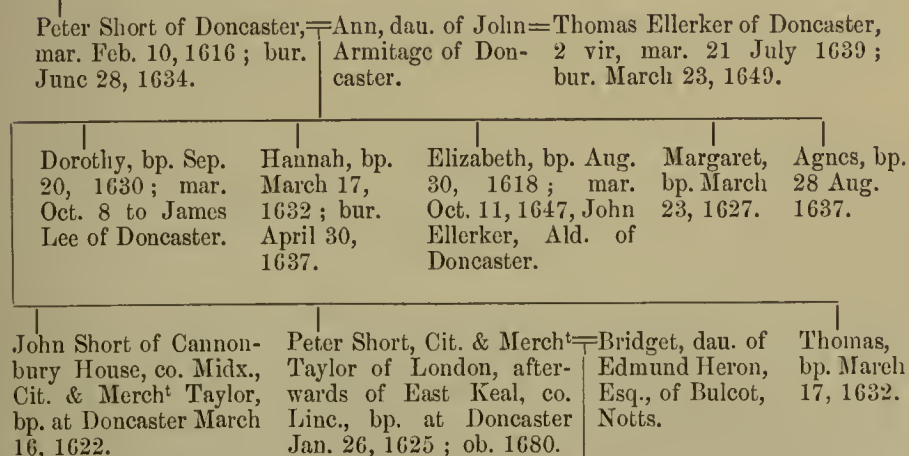 Peter Short of Doncaster,
mar. Feb. 10, 1616 ; bur.
June 28, 1634.
Ann, dau. of John
Armitage of Don-
caster.
Thomas Ellerker of Doncaster,
2 vir, mar. 21 July 1639 ;
bur. March 23, 1649.
Dorothy, bp. Sep.
20, 1630 ; mar.
Oct. 8 to James
Lee of Doncaster.
Hannah, bp.
March 17,
1632 ; bur.
April 30,
1637.
Elizabeth, bp. Aug.
30, 1618 ; mar.
Oct. 11, 1647, John
Ellerker, Ald. of
Doncaster.
Margaret,
bp. March
23, 1627.
Agnes, bp.
28 Aug.
1637.
John Short of Cannon-
bury House, co. Midx.,
Cit. & Mercht Taylor,
bp. at Doncaster March
16, 1622.
Peter Short, Cit. & Mercht
Taylor of London, after-
wards of East Keal, co.
Linc., bp. at Doncaster
Jan. 26, 1625 ; ob. 1680.
Bridget, dau. of
Edmund Heron,
Esq., of Bulcot,
Notts.
Thomas,
bp. March
17, 1632.